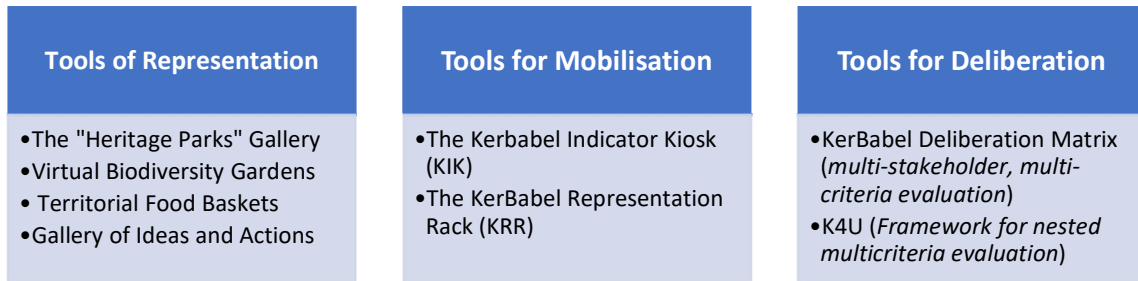 Tools of Representation
•The "Heritage Parks" Gallery
•Virtual Biodiversity Gardens
• Territorial Food Baskets
•Gallery of Ideas and Actions
Tools for Mobilisation
•The Kerbabel Indicator Kiosk
(KIK)
•The KerBabel Representation
Rack (KRR)
Tools for Deliberation
•KerBabel Deliberation Matrix
(multi-stakeholder, multi-
criteria evaluation)
•K4U (Framework for nested
multicriteria evaluation)